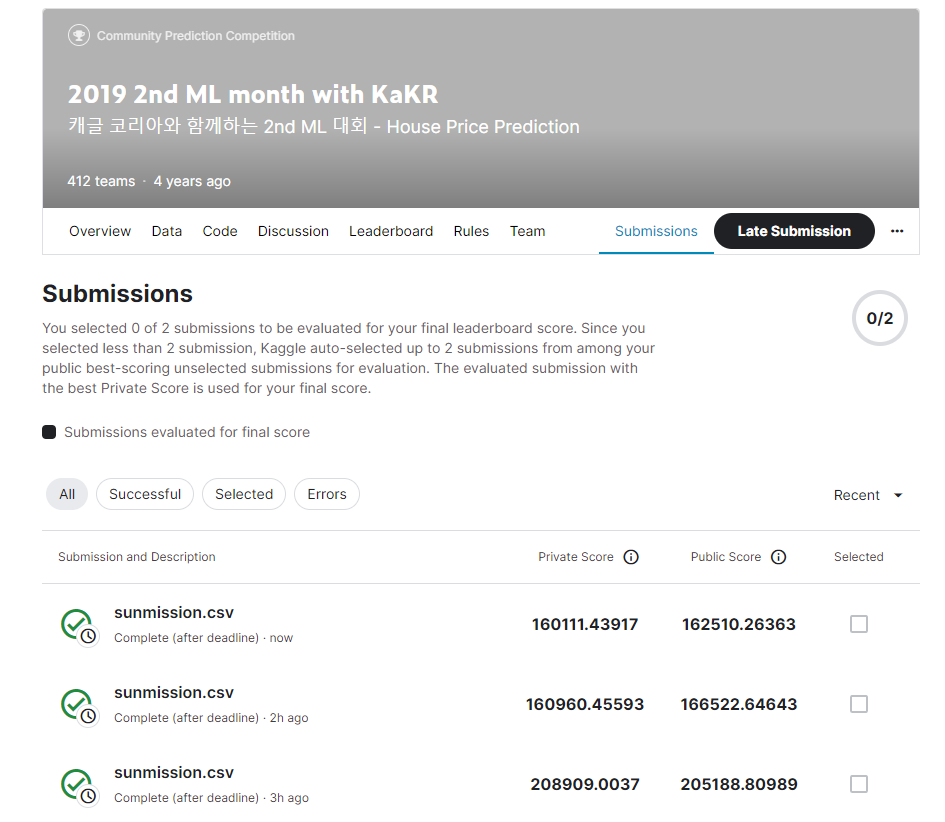 Community Prediction Competition
2019 2nd ML month with KaKR
캐글 코리아와 함께하는 2nd ML 대회 - House Price Prediction
412 teams · 4 years ago
Overview Data Code Discussion Leaderboard Rules Team Submissions Late Submission ...
Submissions
0/2
You selected 0 of 2 submissions to be evaluated for your final leaderboard score. Since you
selected less than 2 submission, Kaggle auto-selected up to 2 submissions from among your
public best-scoring unselected submissions for evaluation. The evaluated submission with
the best Private Score is used for your final score.
Submissions evaluated for final score
All Successful Selected Errors Recent
Submission and Description Private Score Public Score Selected
sunmission.csv
Complete (after deadline) · now
160111.43917 162510.26363
sunmission.csv
Complete (after deadline) · 2h ago
160960.45593 166522.64643
sunmission.csv
Complete (after deadline) · 3h ago
208909.0037 205188.80989